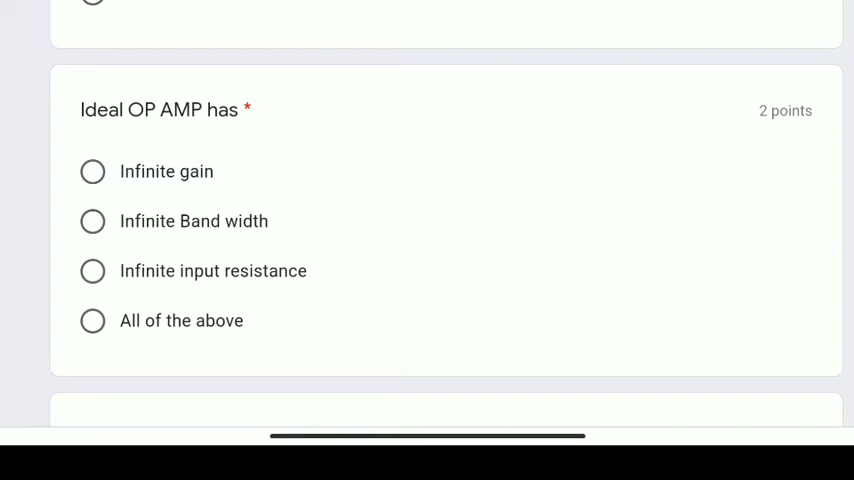 Ideal OP AMP has *
2 points
Infinite gain
Infinite Band width
Infinite input resistance
All of the above